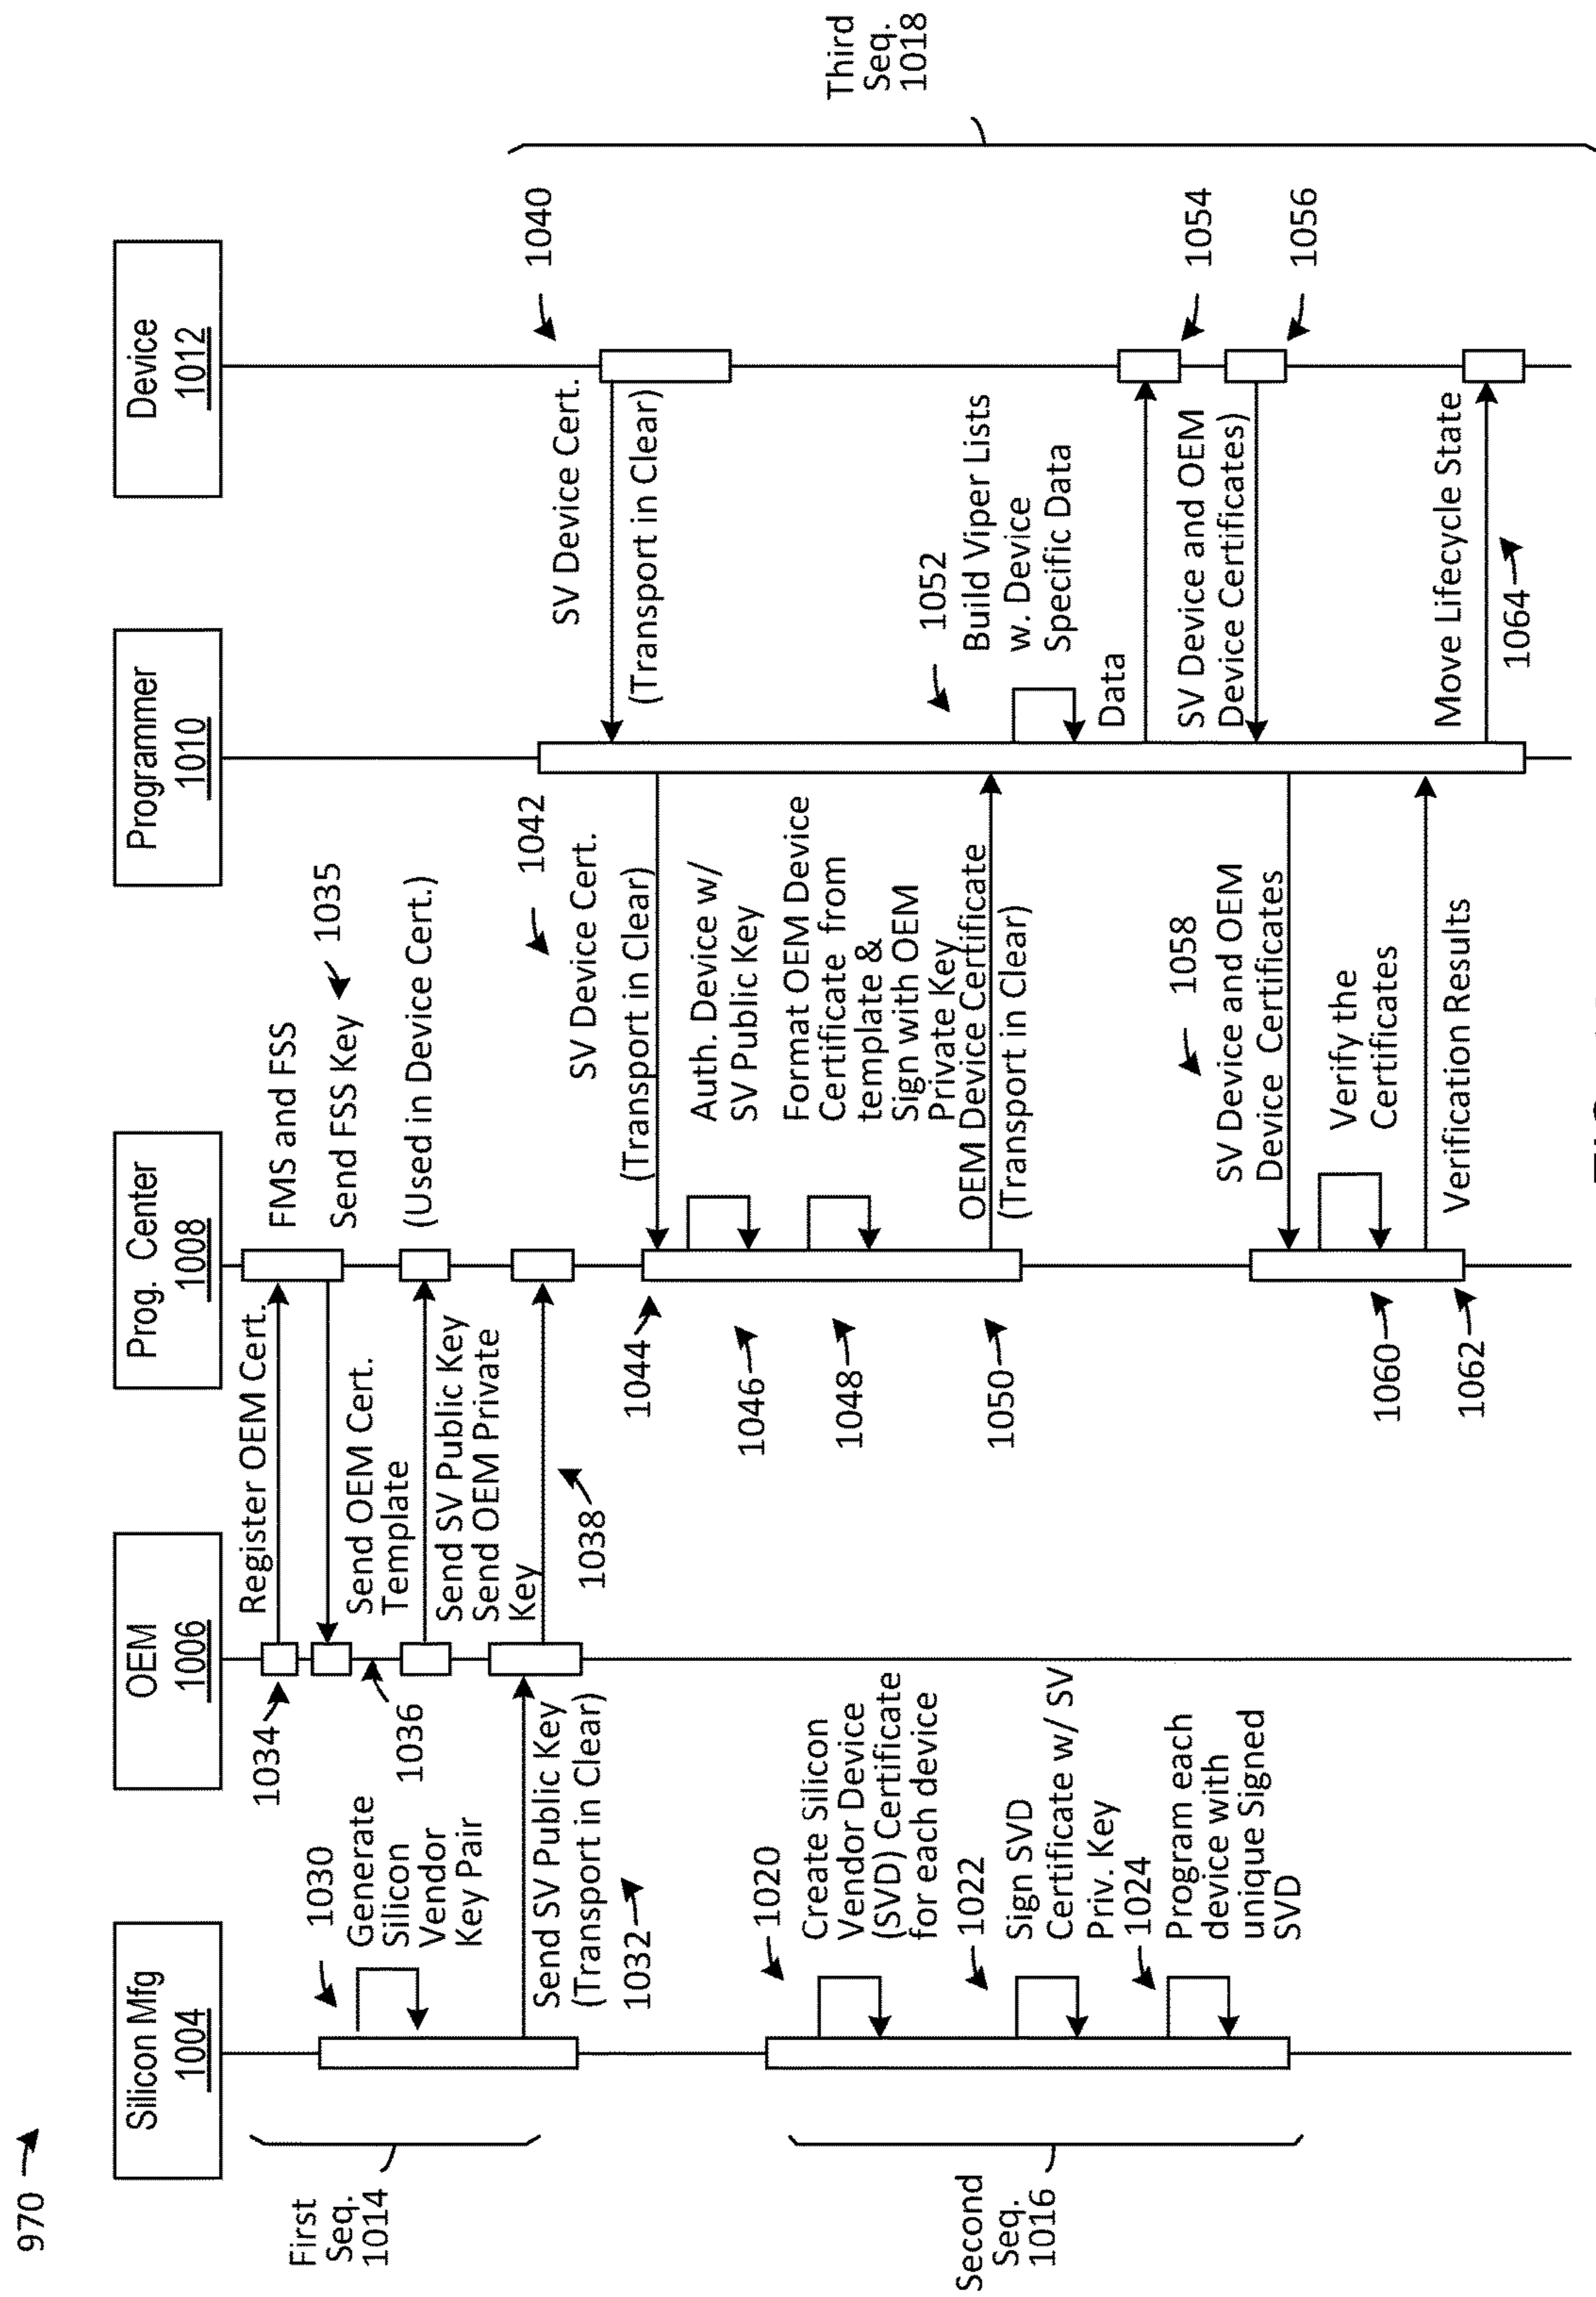 970
Silicon Mfg
1004
OEM
1006
Prog. Center
1008
Programmer
1010
Device
1012
First
Seq.
1014
1030
Generate
Silicon
Vendor
Key Pair
Send SV Public Key
(Transport in Clear)
1032
1034
Register OEM Cert.
FMS and FSS
Send FSS Key
1035
1036
Send OEM Cert.
Template
(Used in Device Cert.)
Send SV Public Key
Send OEM Private
Key
1038
Second
Seq.
1016
1020
Create Silicon
Vendor Device
(SVD) Certificate
for each device
1022
Sign SVD
Certificate w/ SV
Priv. Key
1024
Program each
device with
unique Signed
SVD
Third
Seq.
1018
1040
SV Device Cert.
(Transport in Clear)
1042
SV Device Cert.
(Transport in Clear)
1044
1046
Auth. Device w/
SV Public Key
1048
Format OEM Device
Certificate from
template &
Sign with OEM
Private Key
OEM Device Certificate
(Transport in Clear)
1050
1052
Build Viper Lists
w. Device
Specific Data
Data
1054
SV Device and OEM
Device Certificates)
1056
1058
SV Device and OEM
Device Certificates
Verify the
Certificates
1060
Verification Results
1062
Move Lifecycle State
1064